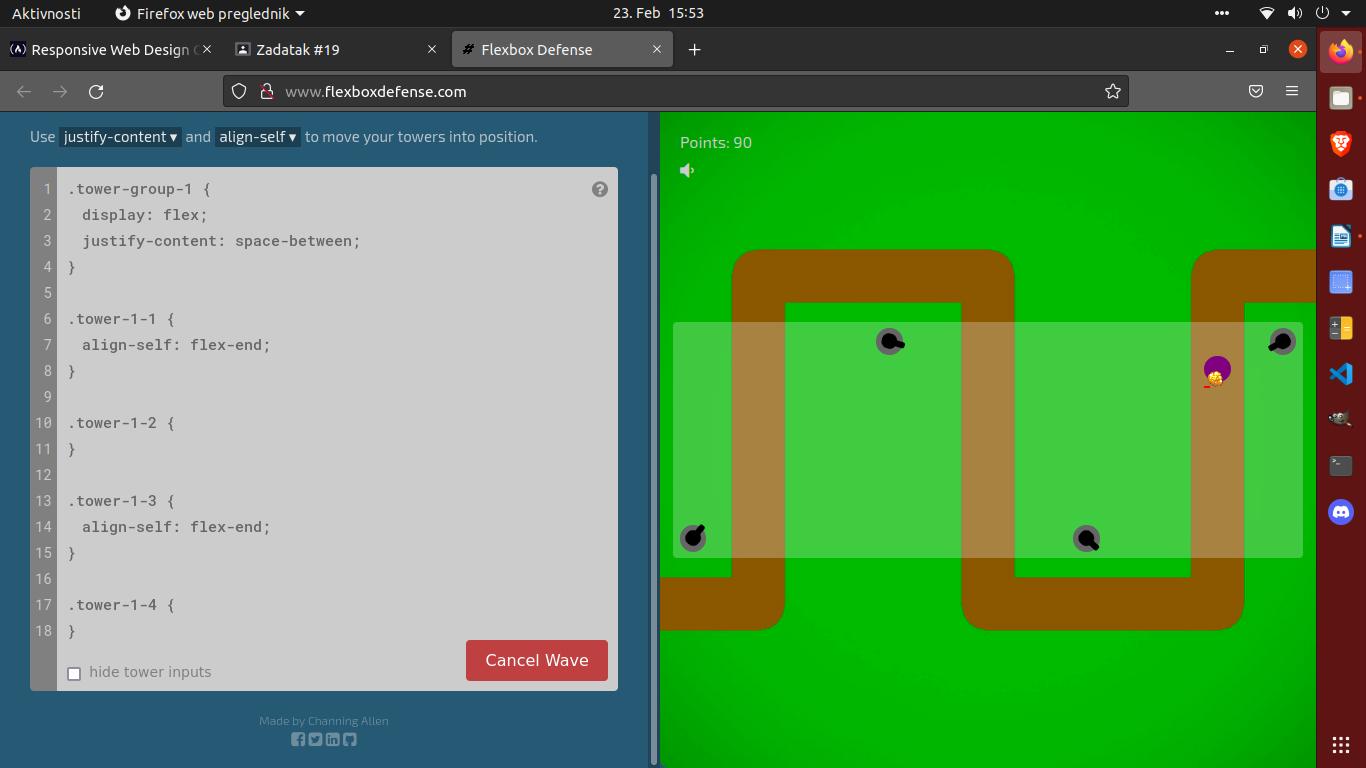 Aktivnosti Firefox web preglednik 23. Feb 15:53
Responsive Web Design Zadatak #19 # Flexbox Defense
www.flexboxdefense.com
Use justify-content ▾ and align-self ▾ to move your towers into position.
Points: 90
1 .tower-group-1 {
2 display: flex;
3 justify-content: space-between;
4 }
5
6 .tower-1-1 {
7 align-self: flex-end;
8 }
9
10 .tower-1-2 {
11 }
12
13 .tower-1-3 {
14 align-self: flex-end;
15 }
16
17 .tower-1-4 {
18 }
hide tower inputs
Cancel Wave
Made by Channing Allen